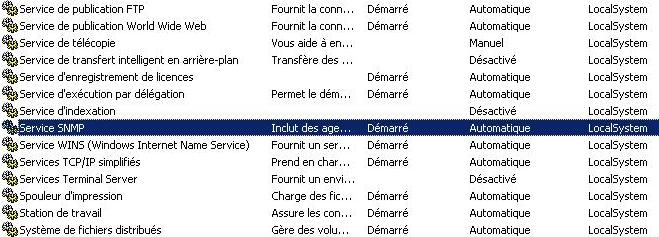 Service de publication FTP Fournit la conn... Démarré Automatique LocalSystem
Service de publication World Wide Web Fournit la conn... Démarré Automatique LocalSystem
Service de télécopie Vous aide à en... Manuel LocalSystem
Service de transfert intelligent en arrière-plan Transfère des ... Désactivé LocalSystem
Service d'enregistrement de licences Démarré Automatique LocalSystem
Service d'exécution par délégation Permet le dém... Démarré Automatique LocalSystem
Service d'indexation Désactivé LocalSystem
Service SNMP Inclut des age... Démarré Automatique LocalSystem
Service WINS (Windows Internet Name Service) Fournit un ser... Démarré Automatique LocalSystem
Services TCP/IP simplifiés Prend en char... Démarré Automatique LocalSystem
Services Terminal Server Fournit un envi... Désactivé LocalSystem
Spouleur d'impression Charge des fic... Démarré Automatique LocalSystem
Station de travail Assure les con... Démarré Automatique LocalSystem
Système de fichiers distribués Gère des volu... Démarré Automatique LocalSystem